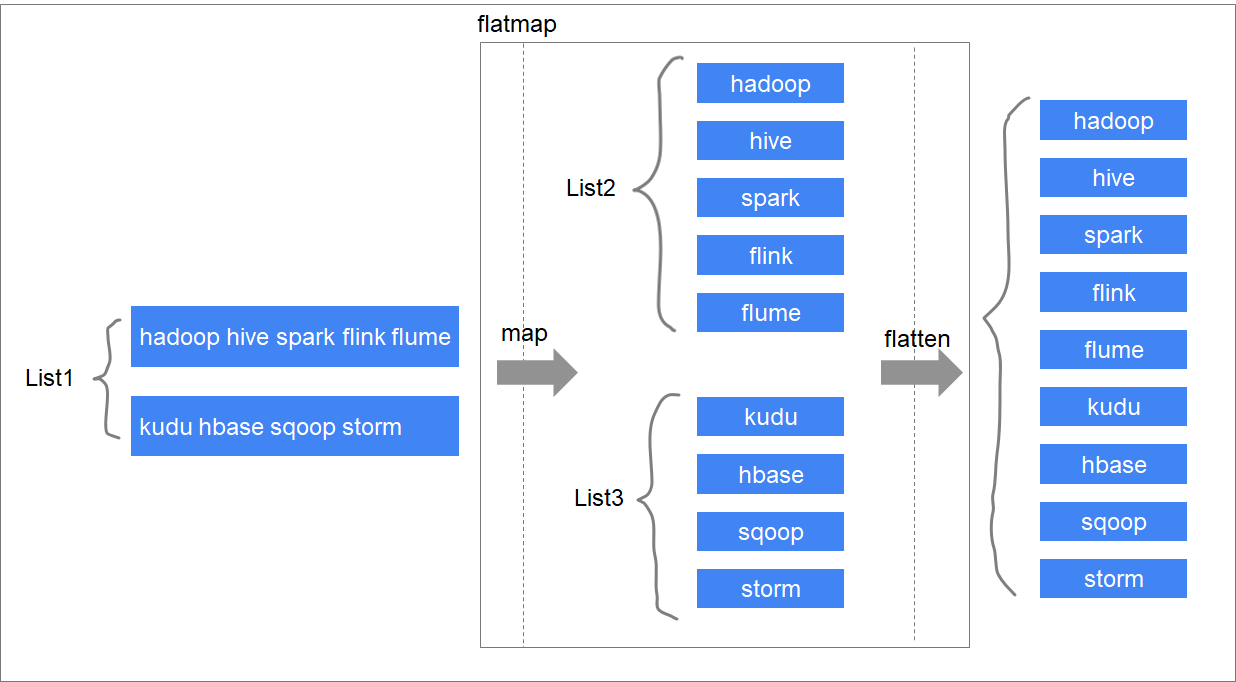 flatmap
List1
hadoop hive spark flink flume
kudu hbase sqoop storm
map
List2
hadoop
hive
spark
flink
flume
List3
kudu
hbase
sqoop
storm
flatten
hadoop
hive
spark
flink
flume
kudu
hbase
sqoop
storm